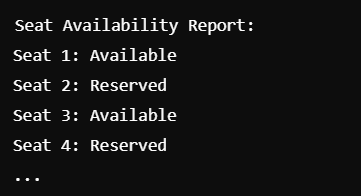 Seat Availability Report:
Seat 1: Available
Seat 2: Reserved
Seat 3: Available
Seat 4: Reserved
...